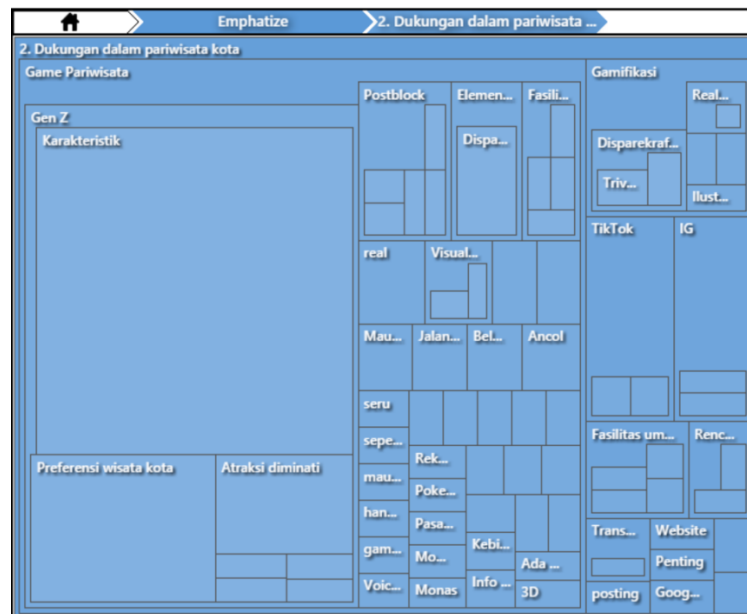 Emphatize
2. Dukungan dalam pariwisata ...
2. Dukungan dalam pariwisata kota
Game Pariwisata
Gamifikasi
Gen Z
Karakteristik
Preferensi wisata kota
Atraksi diminati
Postblock
Elemen...
Fasili...
Dispa...
real
Visual...
Mau...
Jalan...
Bel...
Ancol
seru
sepe...
mau...
han...
gam...
Voic...
Rek...
Poke...
Pasa...
Mo...
Monas
Kebi...
Info ...
Ada ...
3D
Real...
Disparekraf...
Triv...
Ilust...
TikTok
IG
Fasilitas um...
Renc...
Trans...
Website
Penting
posting
Goog...